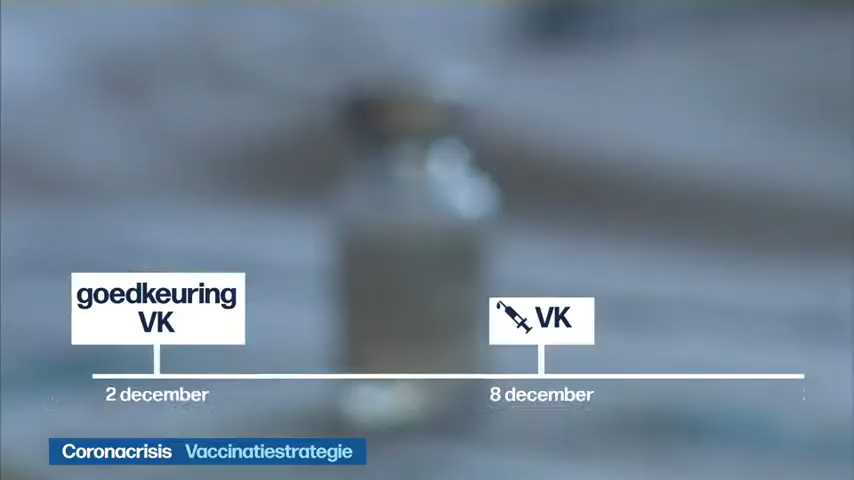 goedkeuring
VK
VK
2 december
8 december
Coronacrisis Vaccinatiestrategie